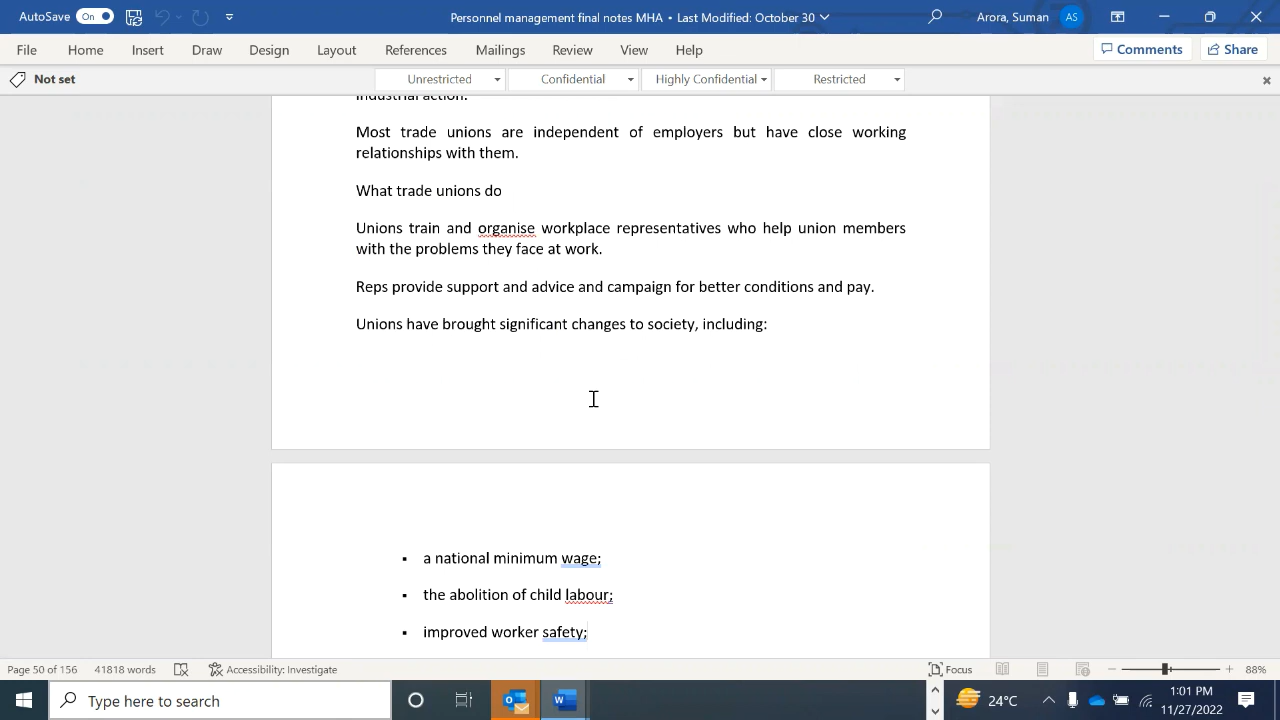 AutoSave On Personnel management final notes MHA • Last Modified: October 30 Arora, Suman AS
File Home Insert Draw Design Layout References Mailings Review View Help Comments Share
Not set Unrestricted Confidential Highly Confidential Restricted
industrial action.
Most trade unions are independent of employers but have close working
relationships with them.
What trade unions do
Unions train and organise workplace representatives who help union members
with the problems they face at work.
Reps provide support and advice and campaign for better conditions and pay.
Unions have brought significant changes to society, including:
▪ a national minimum wage;
▪ the abolition of child labour;
▪ improved worker safety;
Page 50 of 156 41818 words Accessibility: Investigate Focus 88%
Type here to search 24°C 1:01 PM
11/27/2022